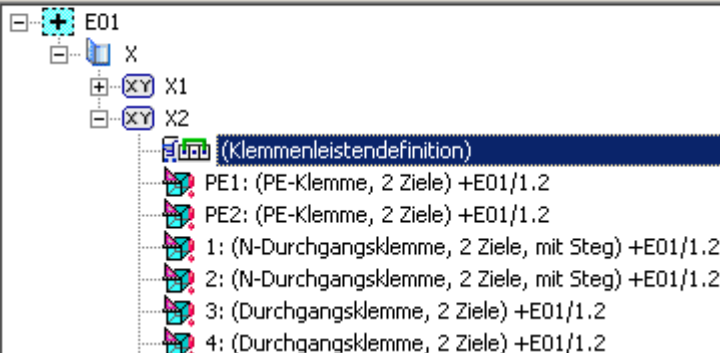 E01
X
XY X1
XY X2
(Klemmenleistendefinition)
PE1: (PE-Klemme, 2 Ziele) +E01/1.2
PE2: (PE-Klemme, 2 Ziele) +E01/1.2
1: (N-Durchgangsklemme, 2 Ziele, mit Steg) +E01/1.2
2: (N-Durchgangsklemme, 2 Ziele, mit Steg) +E01/1.2
3: (Durchgangsklemme, 2 Ziele) +E01/1.2
4: (Durchgangsklemme, 2 Ziele) +E01/1.2